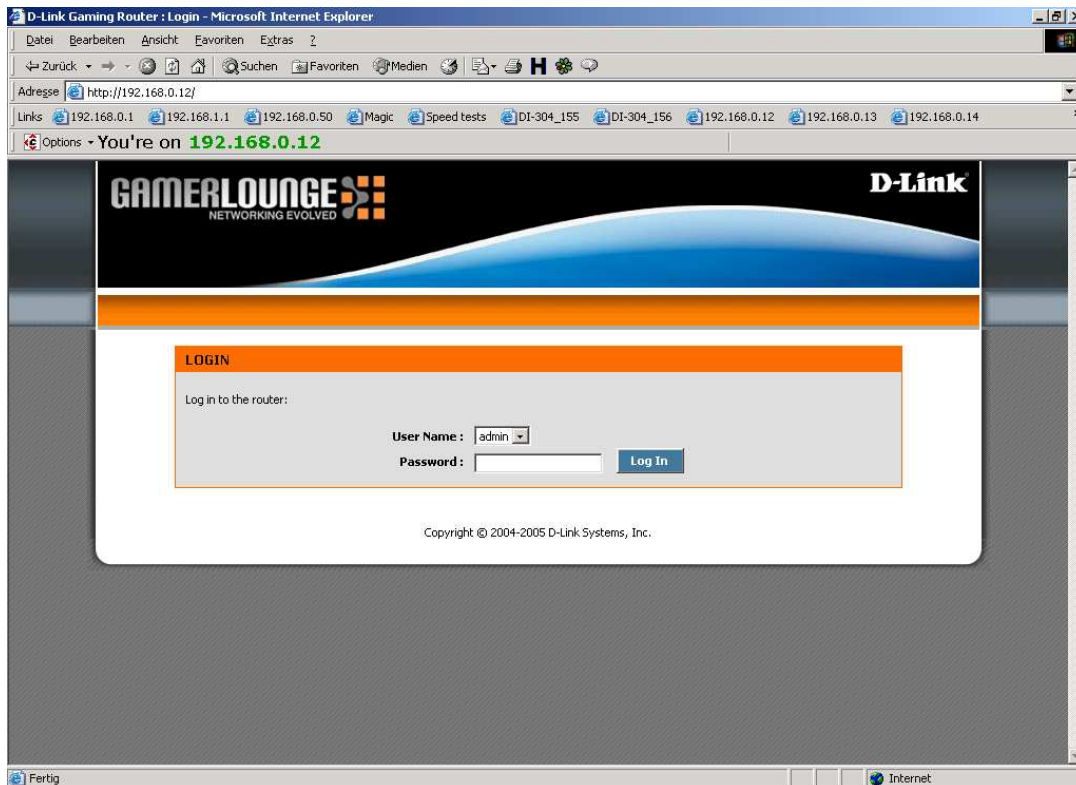 D-Link Gaming Router : Login - Microsoft Internet Explorer
Datei Bearbeiten Ansicht Favoriten Extras ?
Zurück Suchen Favoriten Medien
Adresse http://192.168.0.12/
Links 192.168.0.1 192.168.1.1 192.168.0.50 Magic Speed tests DI-304_155 DI-304_156 192.168.0.12 192.168.0.13 192.168.0.14
Options You're on 192.168.0.12
GAMERLOUNGE D-Link
NETWORKING EVOLVED
LOGIN
Log in to the router:
User Name : admin
Password : Log In
Copyright © 2004-2005 D-Link Systems, Inc.
Fertig Internet